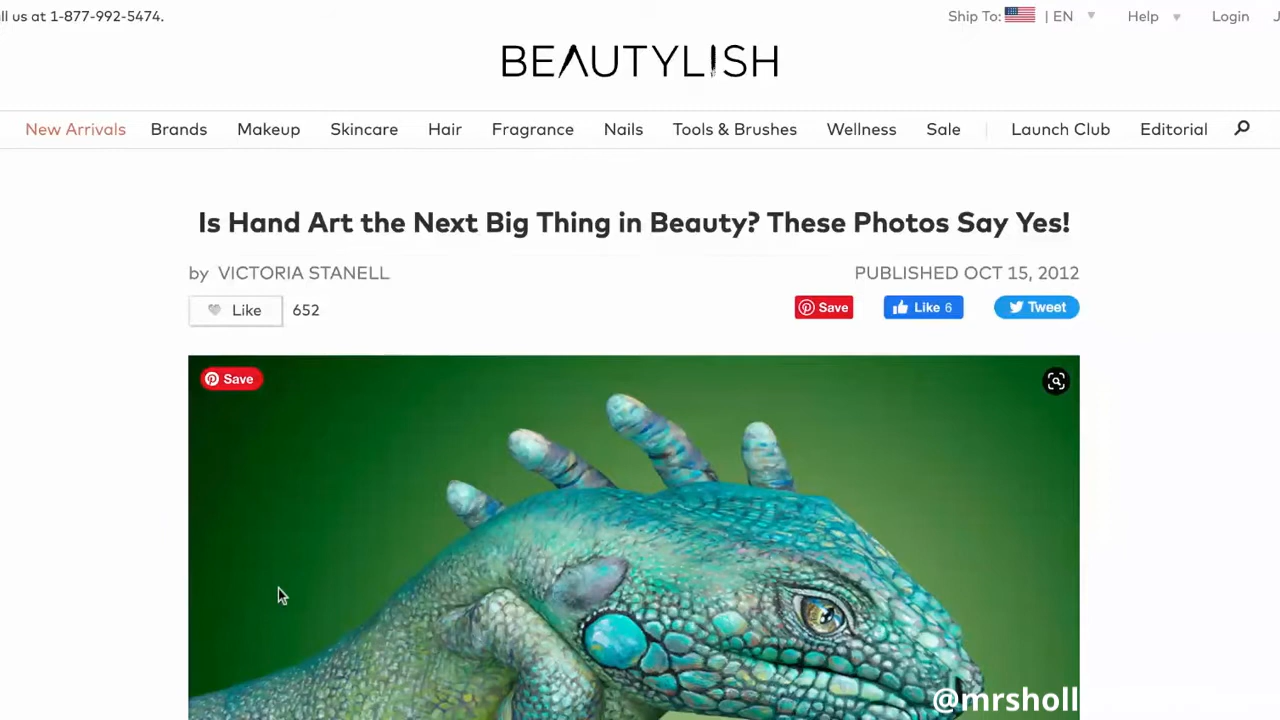 ll us at 1-877-992-5474.
Ship To: | EN Help Login
BEAUTYLISH
New Arrivals Brands Makeup Skincare Hair Fragrance Nails Tools & Brushes Wellness Sale | Launch Club Editorial
Is Hand Art the Next Big Thing in Beauty? These Photos Say Yes!
by VICTORIA STANELL PUBLISHED OCT 15, 2012
Like 652 Save Like 6 Tweet
Save
@mrsholl